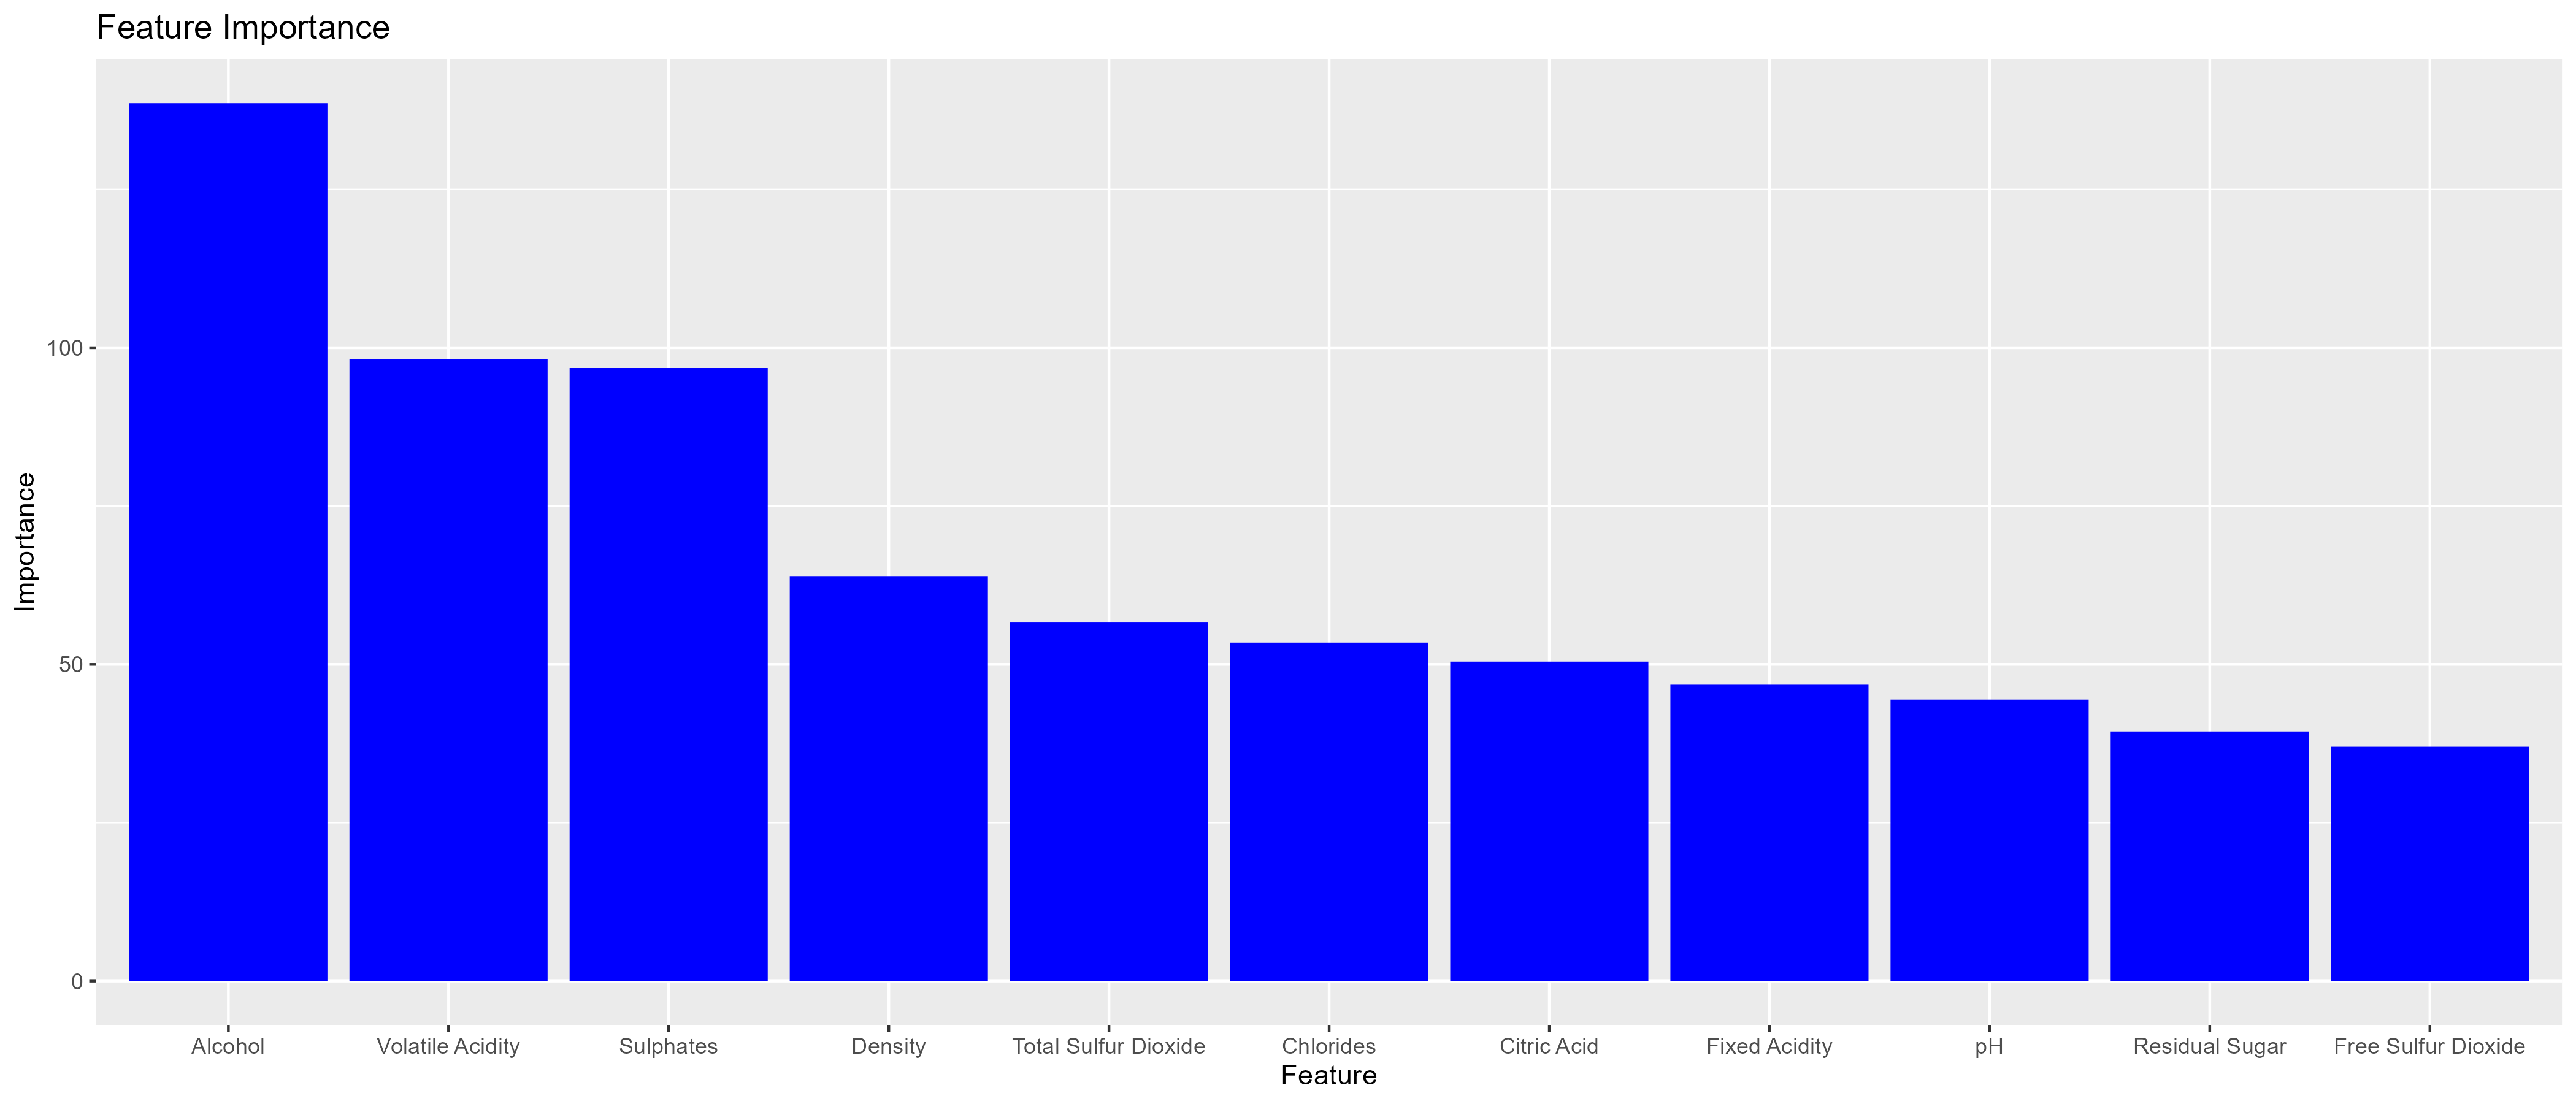 Feature Importance
Importance
100
50
0
Alcohol Volatile Acidity Sulphates Density Total Sulfur Dioxide Chlorides Citric Acid Fixed Acidity pH Residual Sugar Free Sulfur Dioxide
Feature